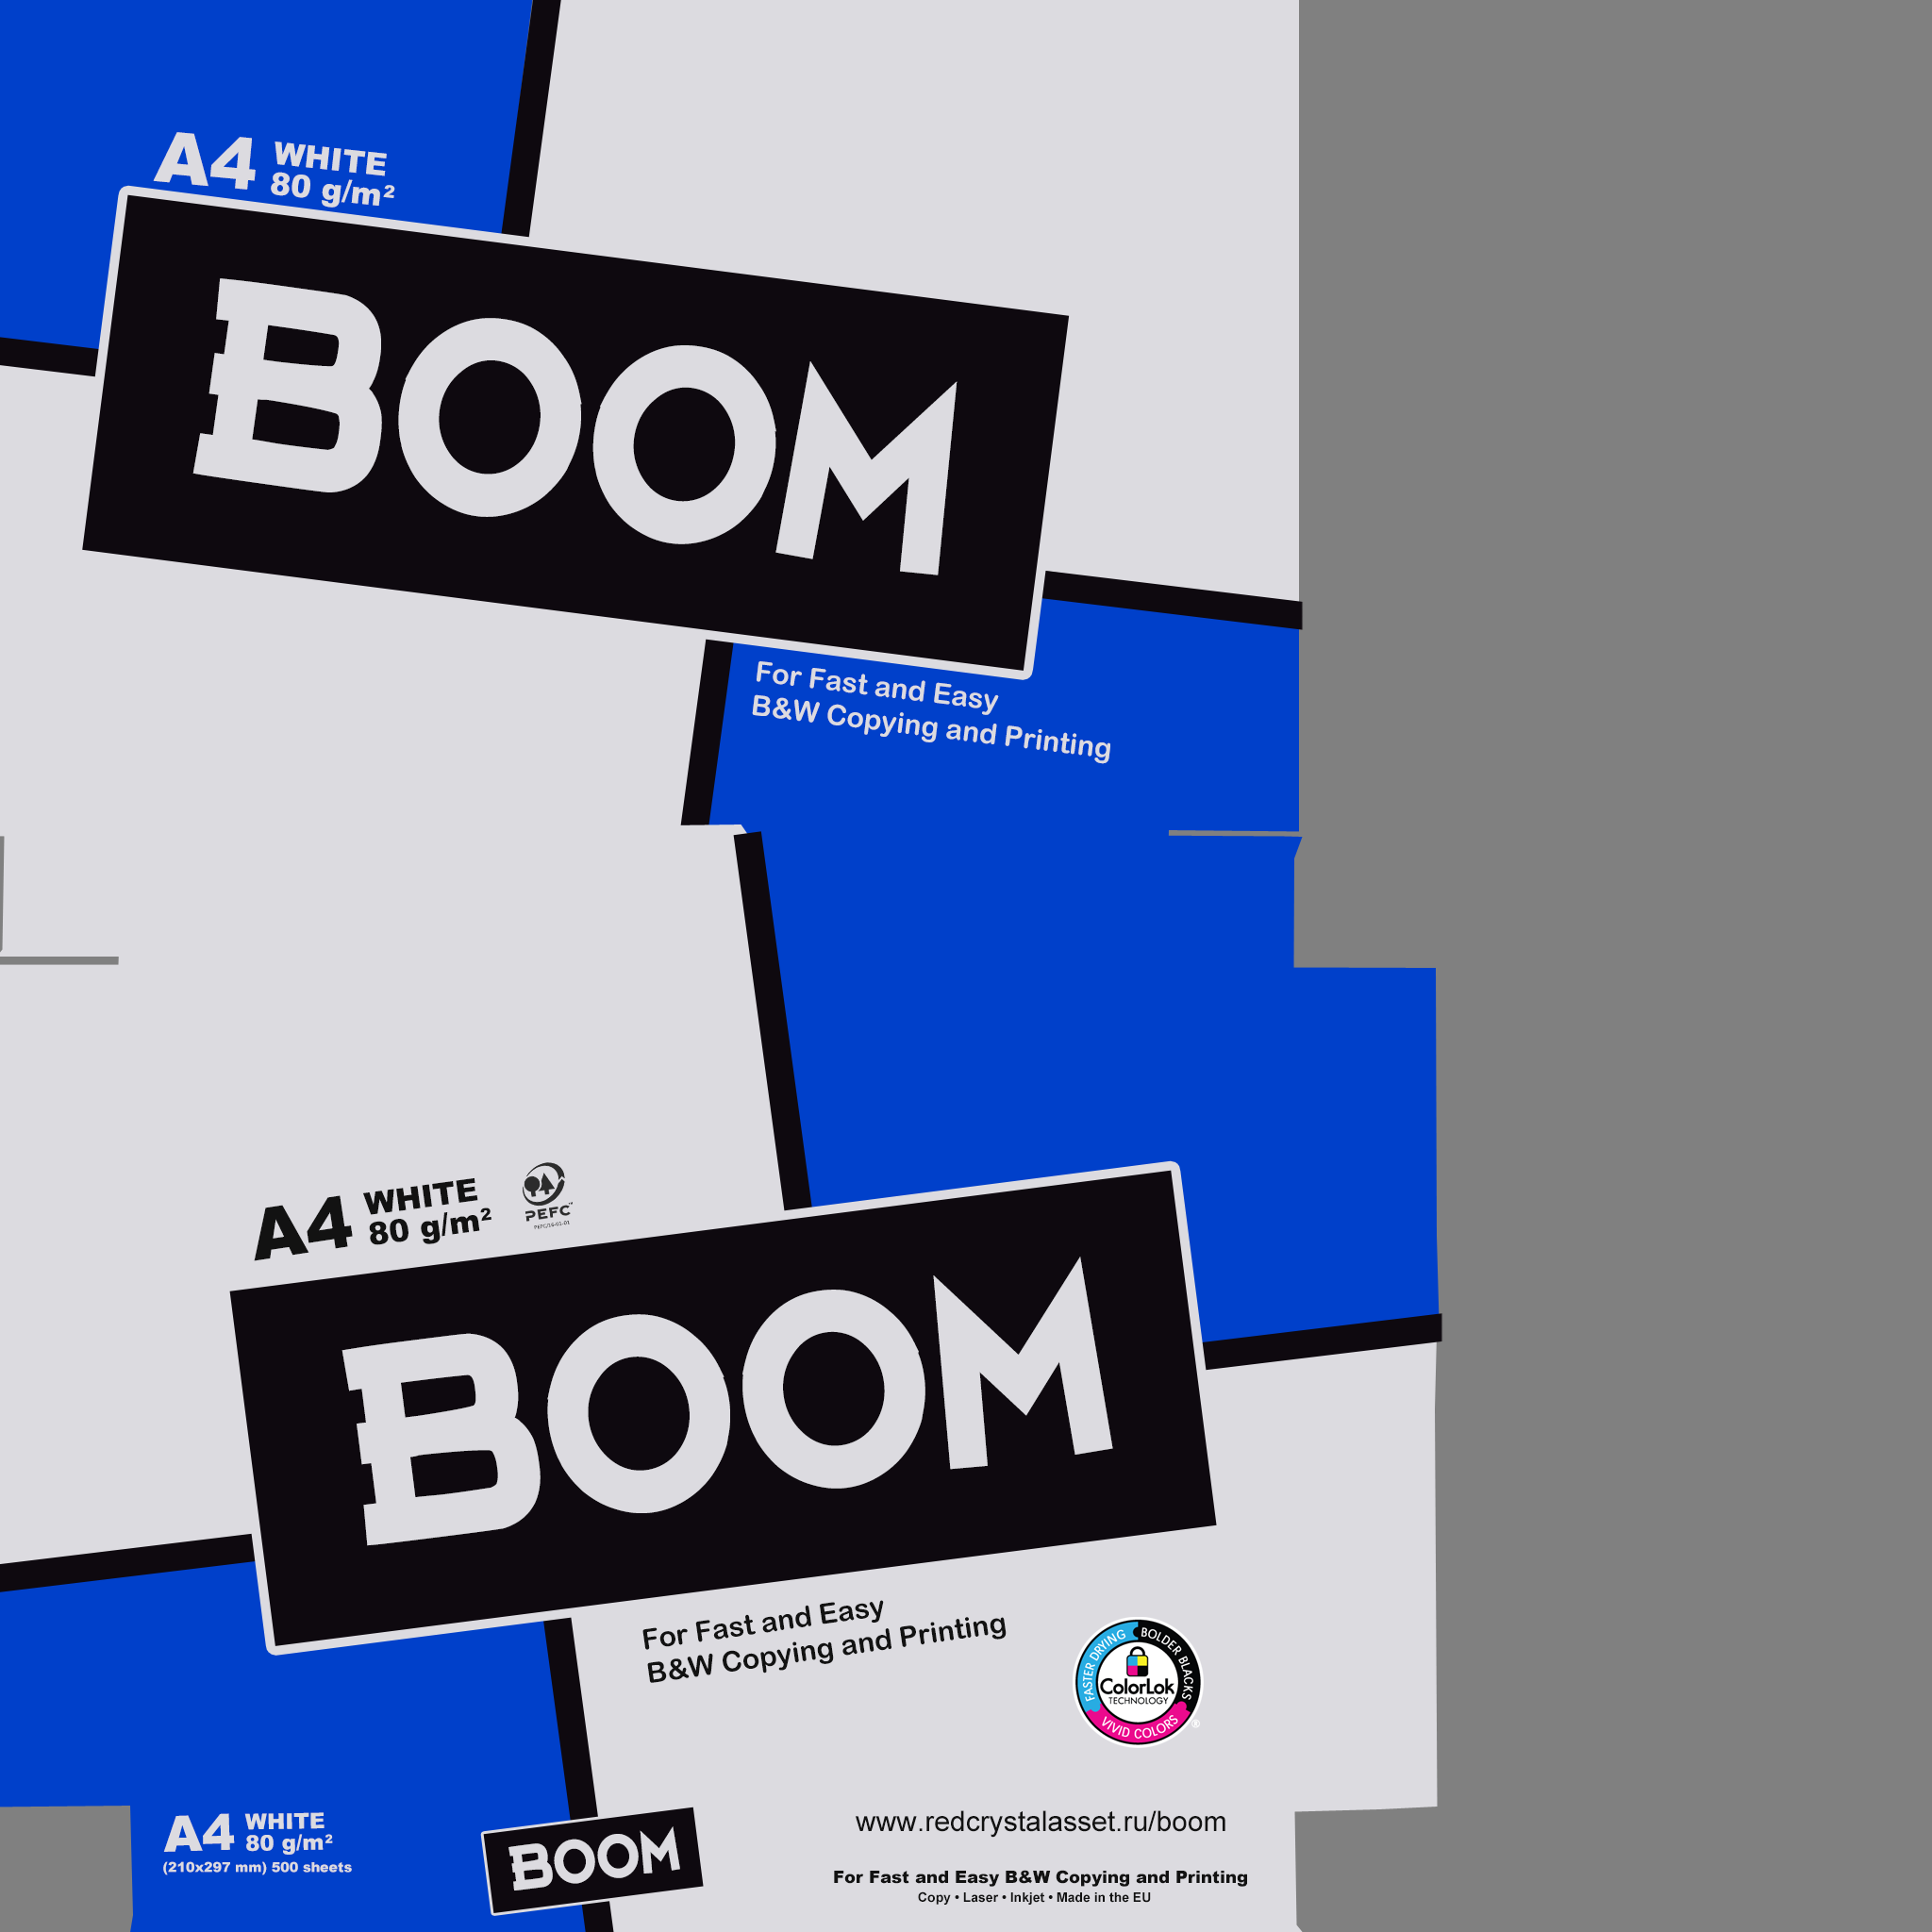 A4 WHITE
80 g/m²
BOOM
For Fast and Easy
B&W Copying and Printing
A4 WHITE
80 g/m²
PEFC™
BOOM
For Fast and Easy
B&W Copying and Printing
FASTER DRYING
BOLDER BLACKS
ColorLok
TECHNOLOGY
VIVID COLORS
®
A4 WHITE
80 g/m²
(210x297 mm) 500 sheets
BOOM
www.redcrystalasset.ru/boom
For Fast and Easy B&W Copying and Printing
Copy • Laser • Inkjet • Made in the EU